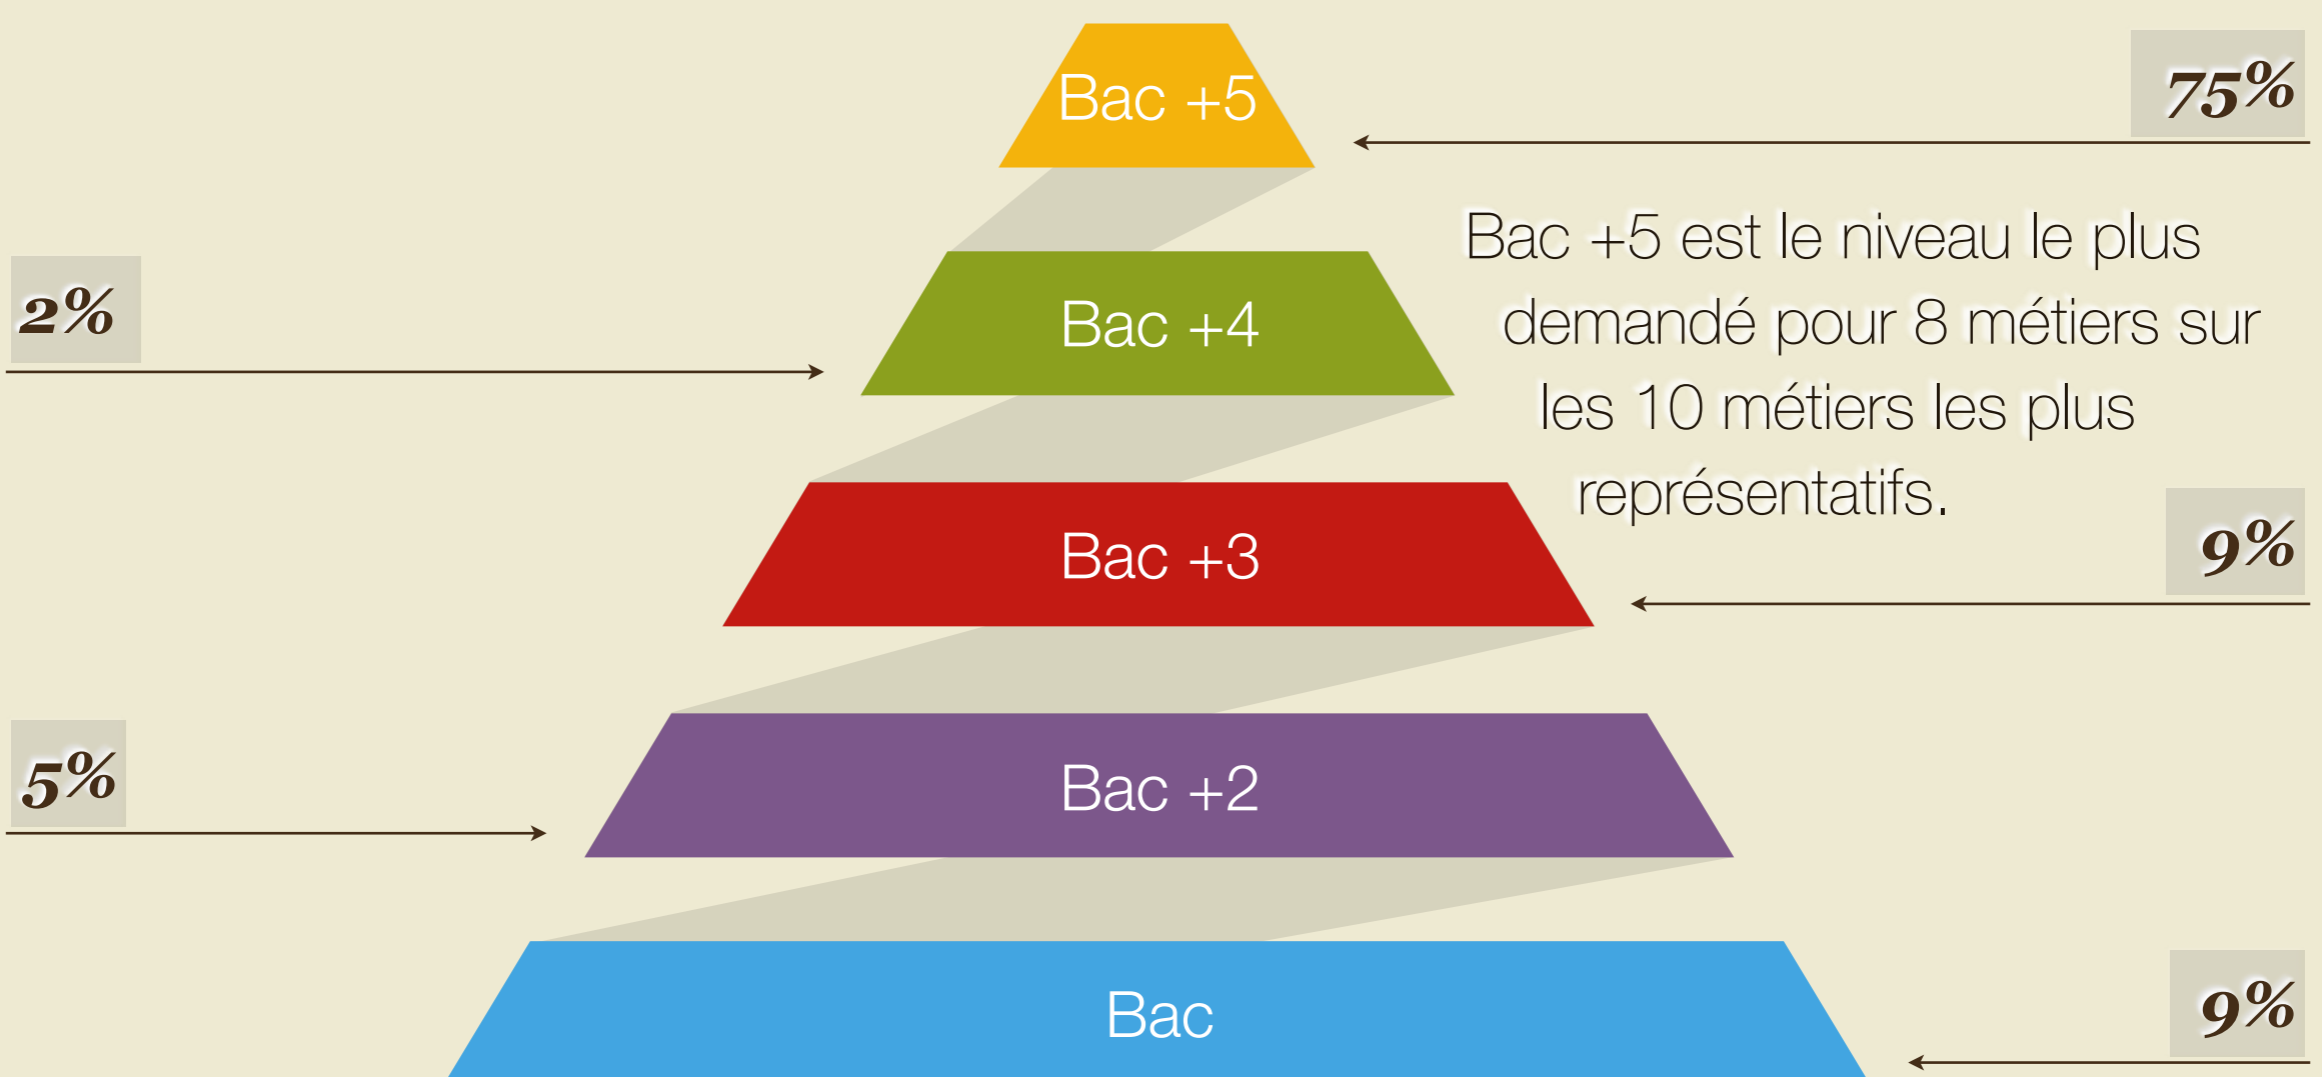 Bac +5
75%
Bac +5 est le niveau le plus
demandé pour 8 métiers sur
les 10 métiers les plus
représentatifs.
2%
Bac +4
Bac +3
9%
5%
Bac +2
Bac
9%